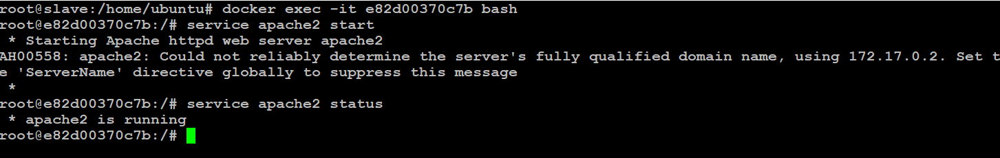 root@slave:/home/ubuntu# docker exec -it e82d00370c7b bash
root@e82d00370c7b:/# service apache2 start
 * Starting Apache httpd web server apache2
AH00558: apache2: Could not reliably determine the server's fully qualified domain name, using 172.17.0.2. Set t
e 'ServerName' directive globally to suppress this message
 *
root@e82d00370c7b:/# service apache2 status
 * apache2 is running
root@e82d00370c7b:/#